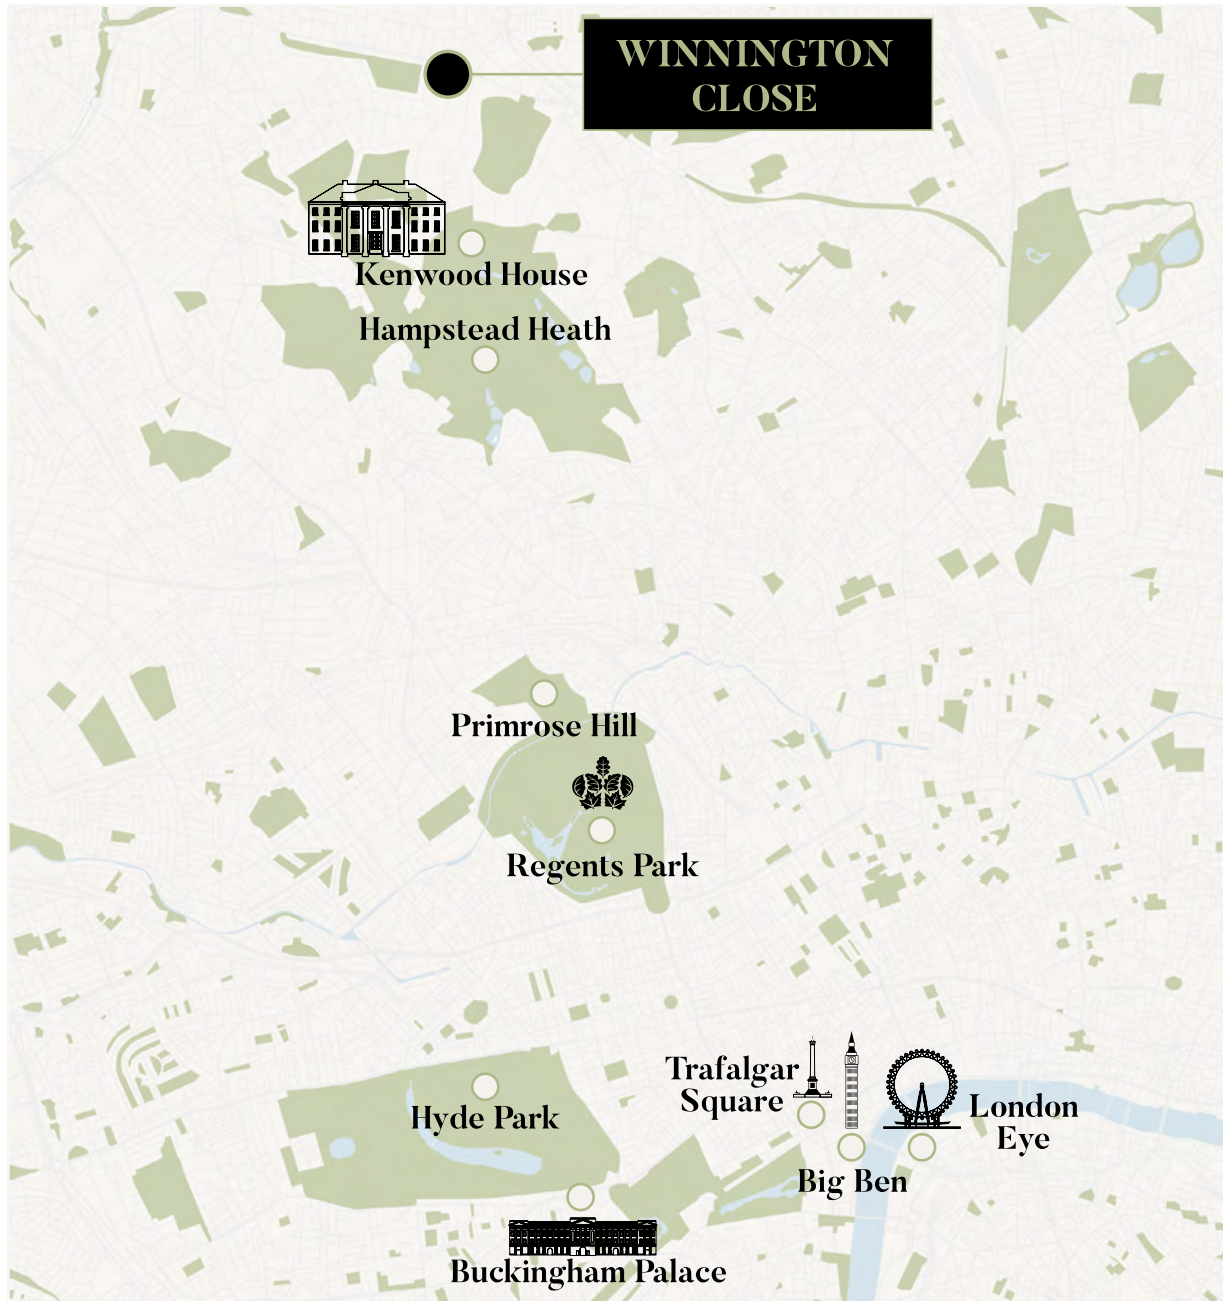 WINNINGTON
CLOSE
Kenwood House
Hampstead Heath
Primrose Hill
Regents Park
Trafalgar
Square
London
Eye
Hyde Park
Big Ben
Buckingham Palace